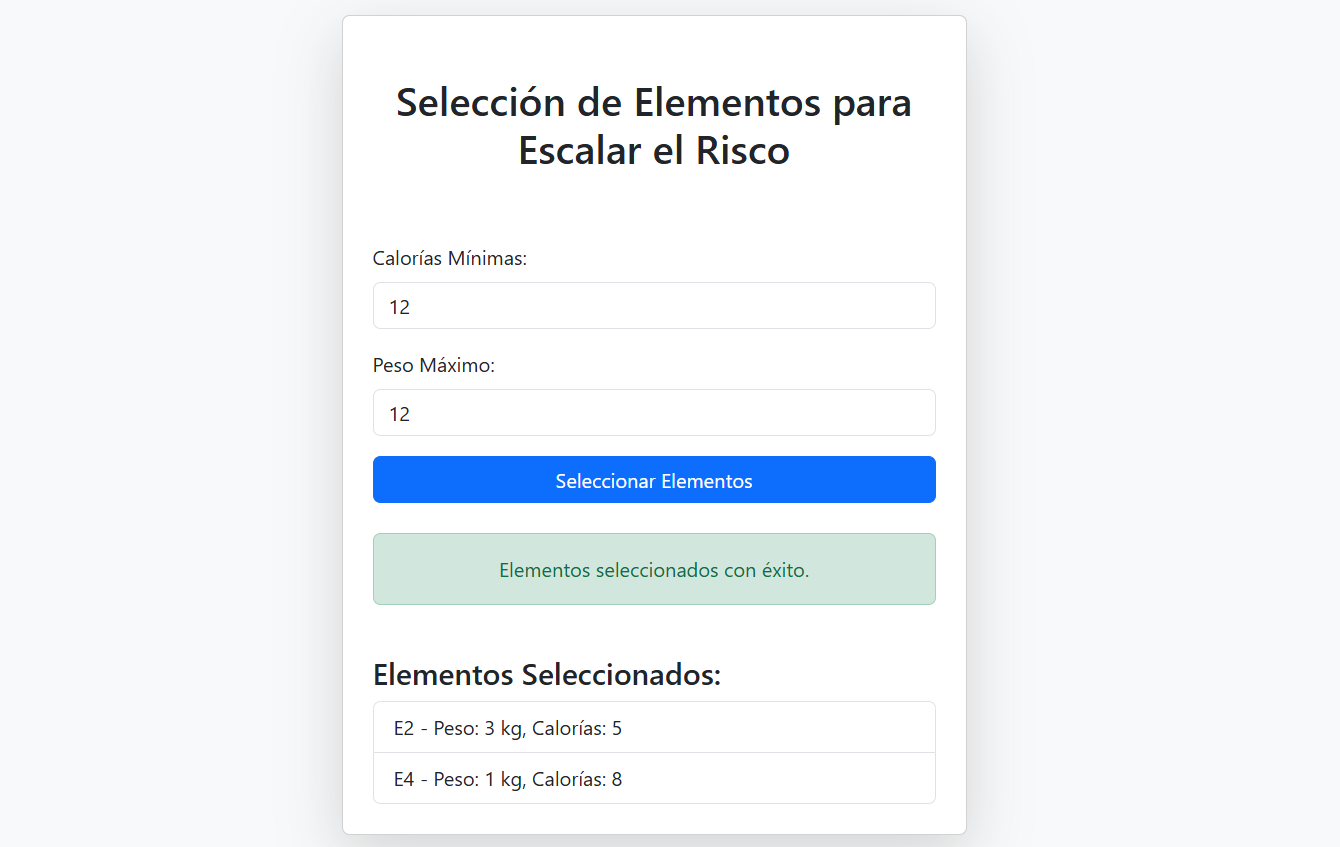 Selección de Elementos para
Escalar el Risco
Calorías Mínimas:
12
Peso Máximo:
12
Seleccionar Elementos
Elementos seleccionados con éxito.
Elementos Seleccionados:
E2 - Peso: 3 kg, Calorías: 5
E4 - Peso: 1 kg, Calorías: 8